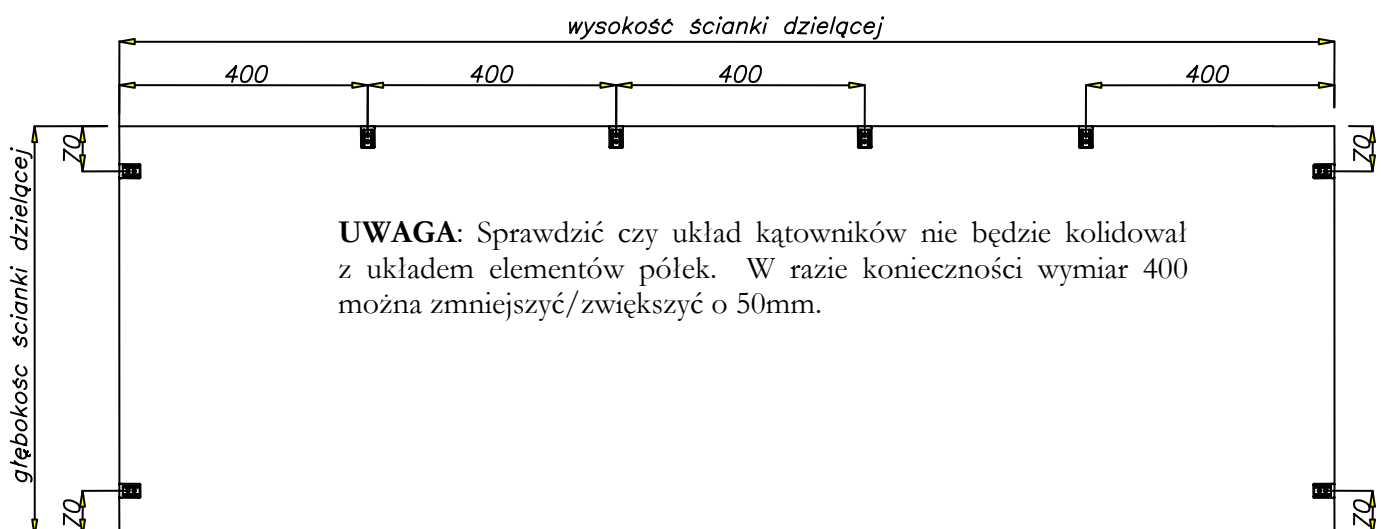 wysokość ścianki dzielącej
400 400 400 400
70 70
głębokość ścianki dzielącej
UWAGA: Sprawdzić czy układ kątowników nie będzie kolidował
z układem elementów półek. W razie konieczności wymiar 400
można zmniejszyć/zwiększyć o 50mm.
70 70